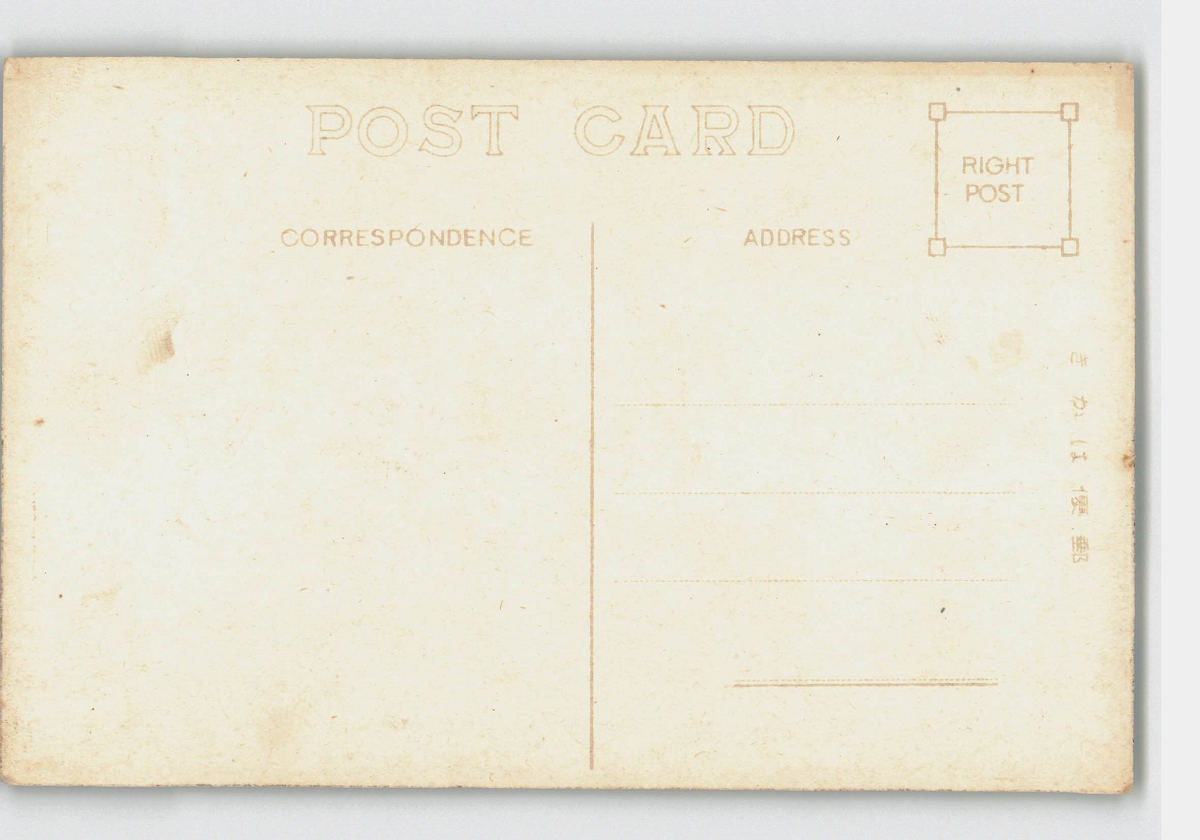 POST CARD
CORRESPONDENCE
ADDRESS
RIGHT
POST
郵便はかき